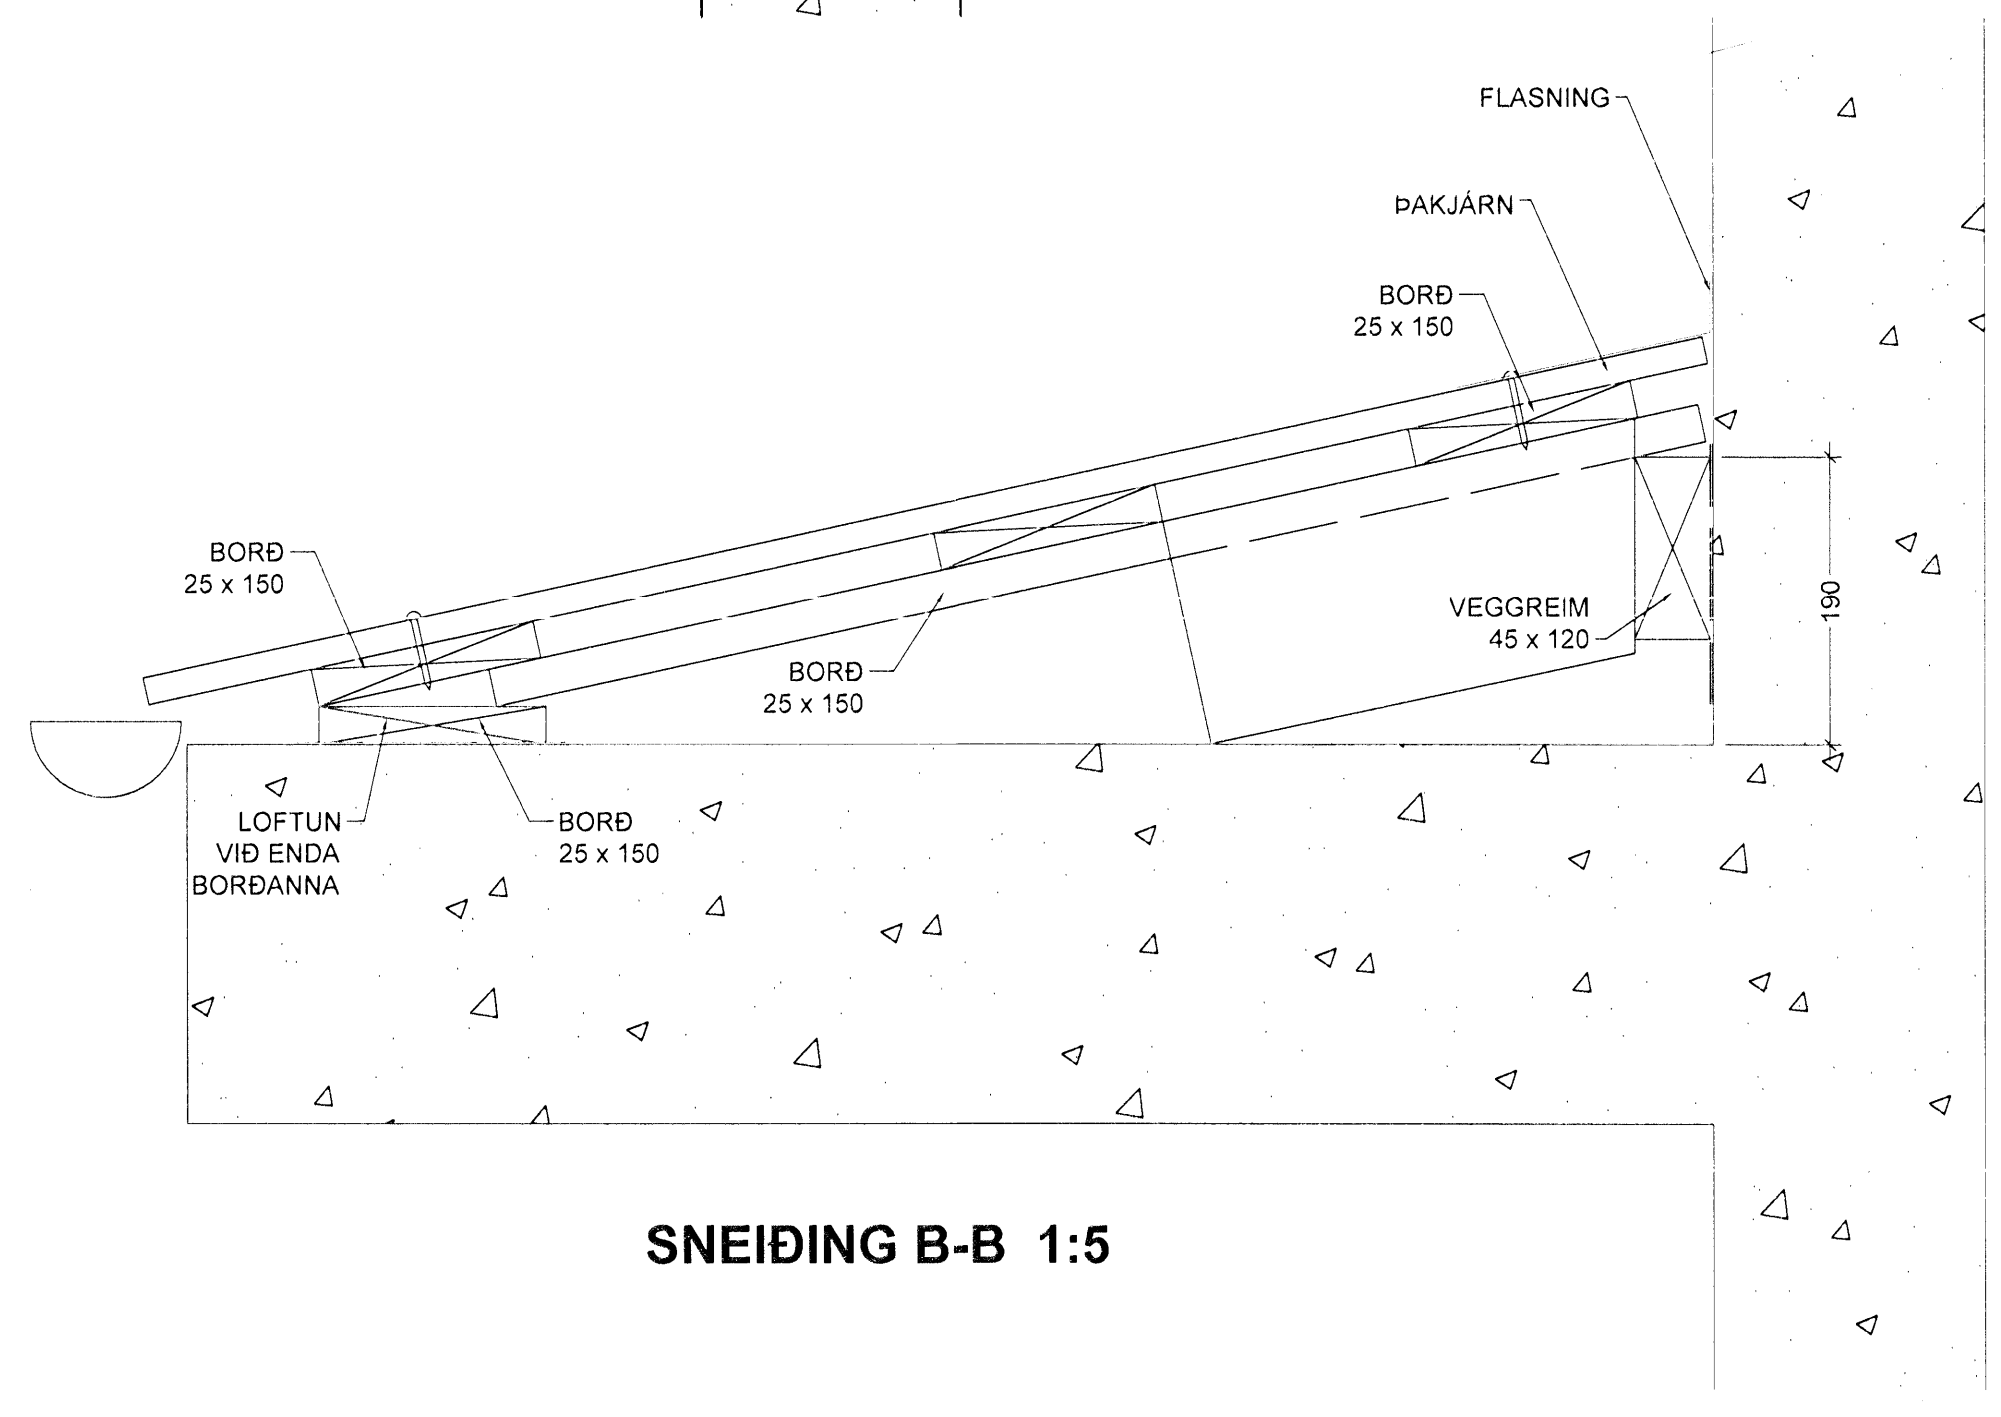 FLASNING
ÞAKJÁRN
BORÐ
25 x 150
BORÐ
25 x 150
VEGGREIM
45 x 120
190
BORÐ
25 x 150
LOFTUN
VIÐ ENDA
BORÐANNA
BORÐ
25 x 150
SNEIÐING B-B 1:5